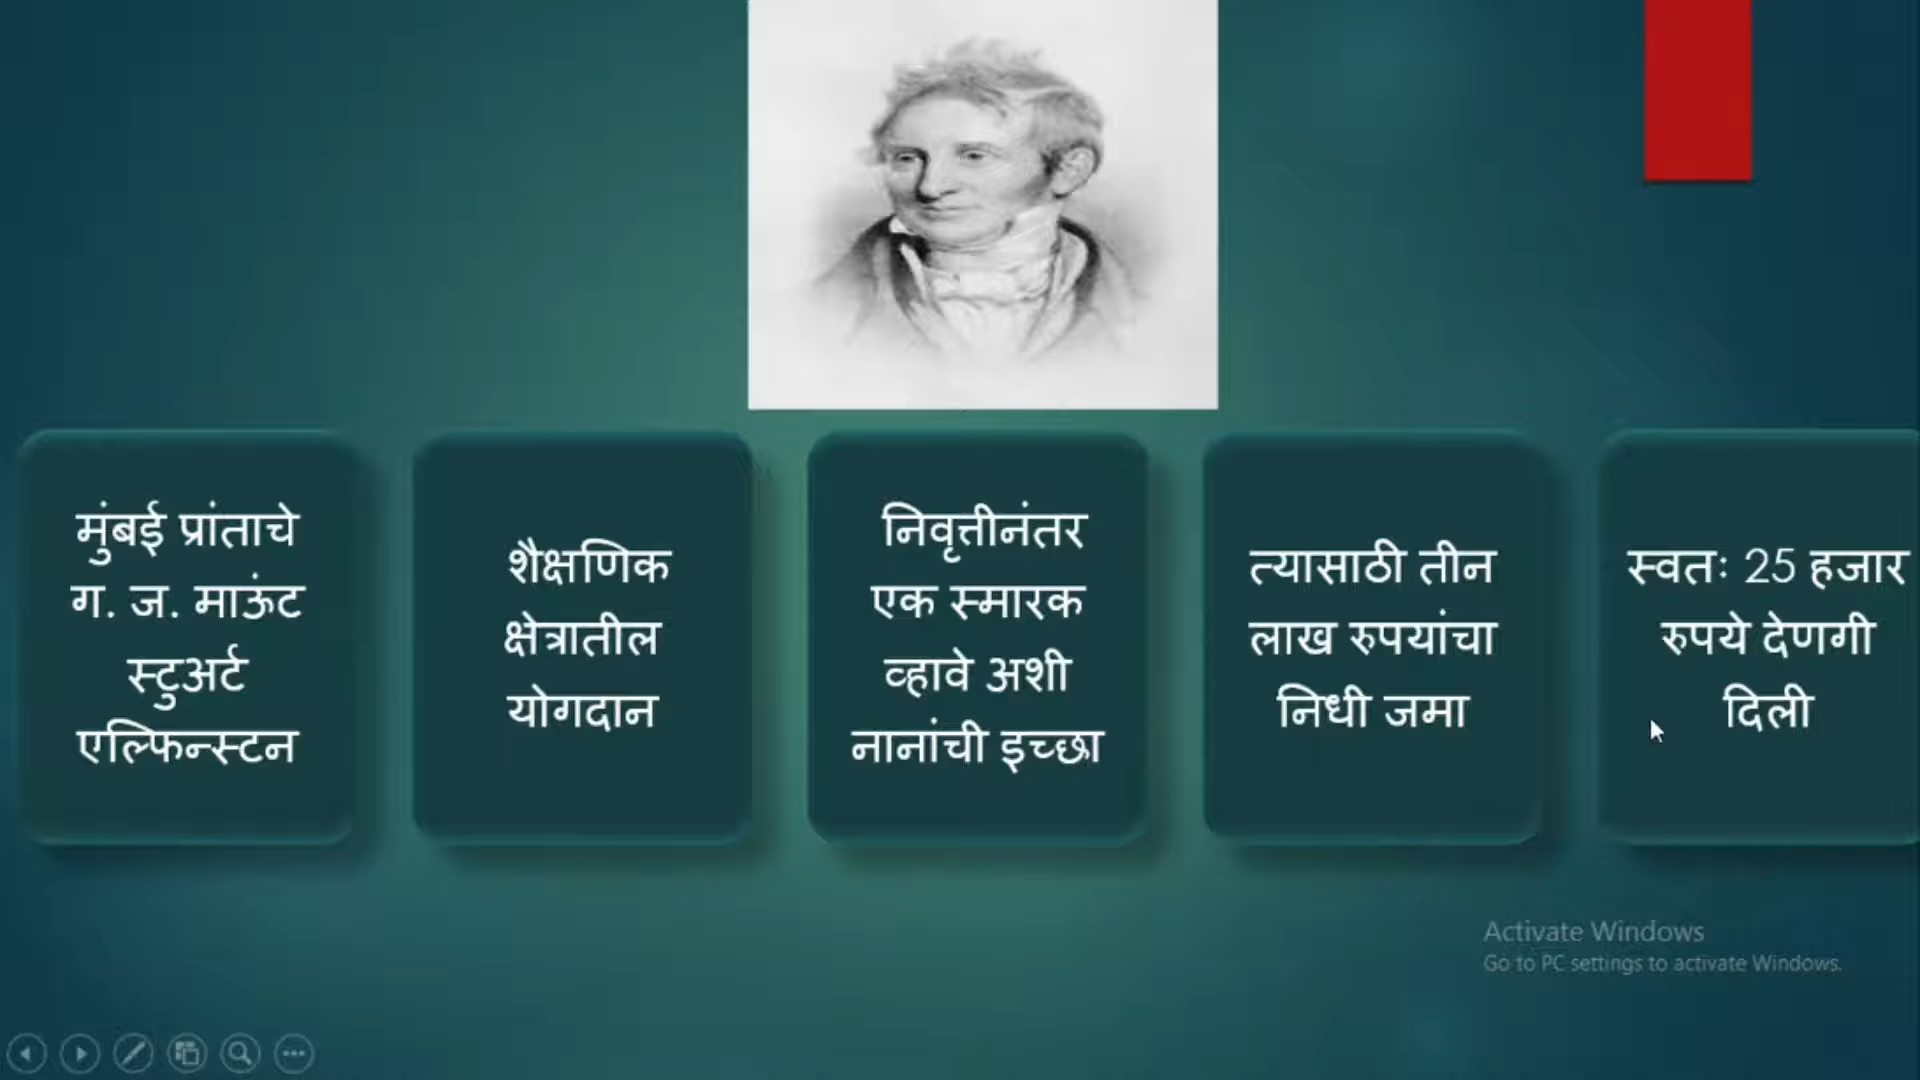 मुंबई प्रांताचे
ग. ज. माऊंट
स्टुअर्ट
एल्फिन्स्टन
शैक्षणिक
क्षेत्रातील
योगदान
निवृत्तीनंतर
एक स्मारक
व्हावे अशी
नानांची इच्छा
त्यासाठी तीन
लाख रुपयांचा
निधी जमा
स्वतः 25 हजार
रुपये देणगी
दिली
Activate Windows
Go to PC settings to activate Windows.